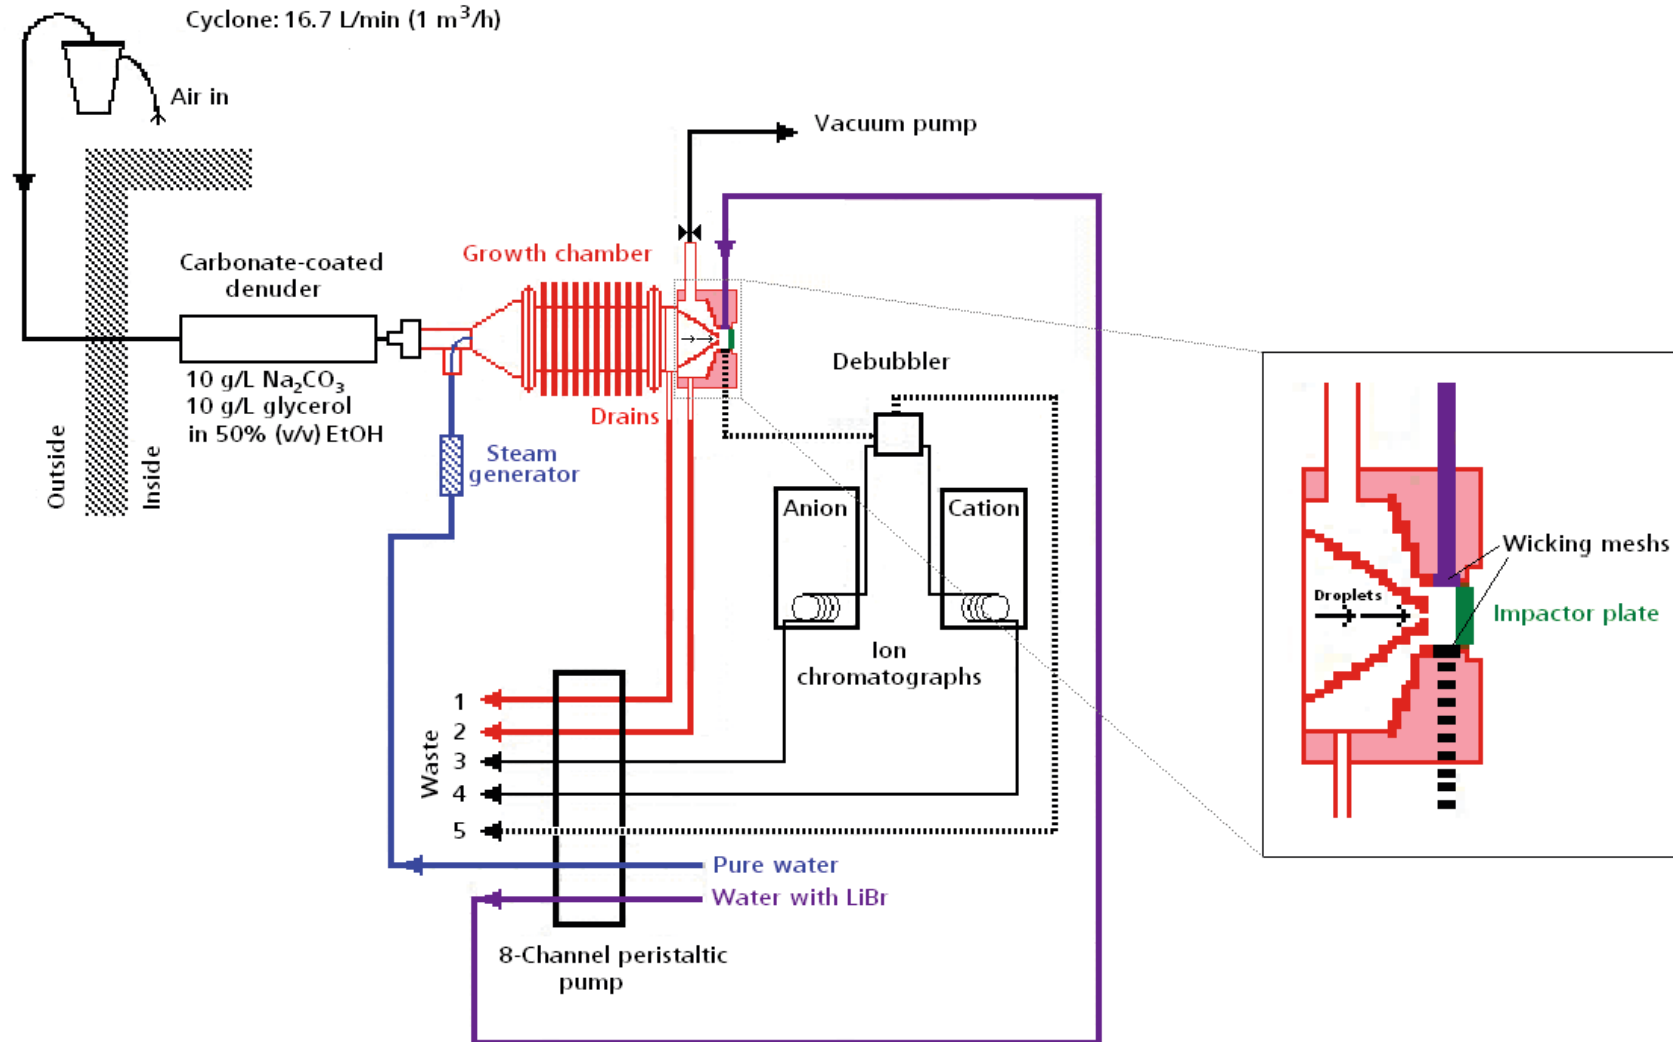 Cyclone: 16.7 L/min (1 m³/h)
Air in
Vacuum pump
Growth chamber
Carbonate-coated
denuder
10 g/L Na₂CO₃
10 g/L glycerol
in 50% (v/v) EtOH
Outside
Inside
Drains
Steam
generator
Debubbler
Anion
Cation
Ion
chromatographs
Waste
1
2
3
4
5
Pure water
Water with LiBr
8-Channel peristaltic
pump
Wicking meshs
Droplets
Impactor plate